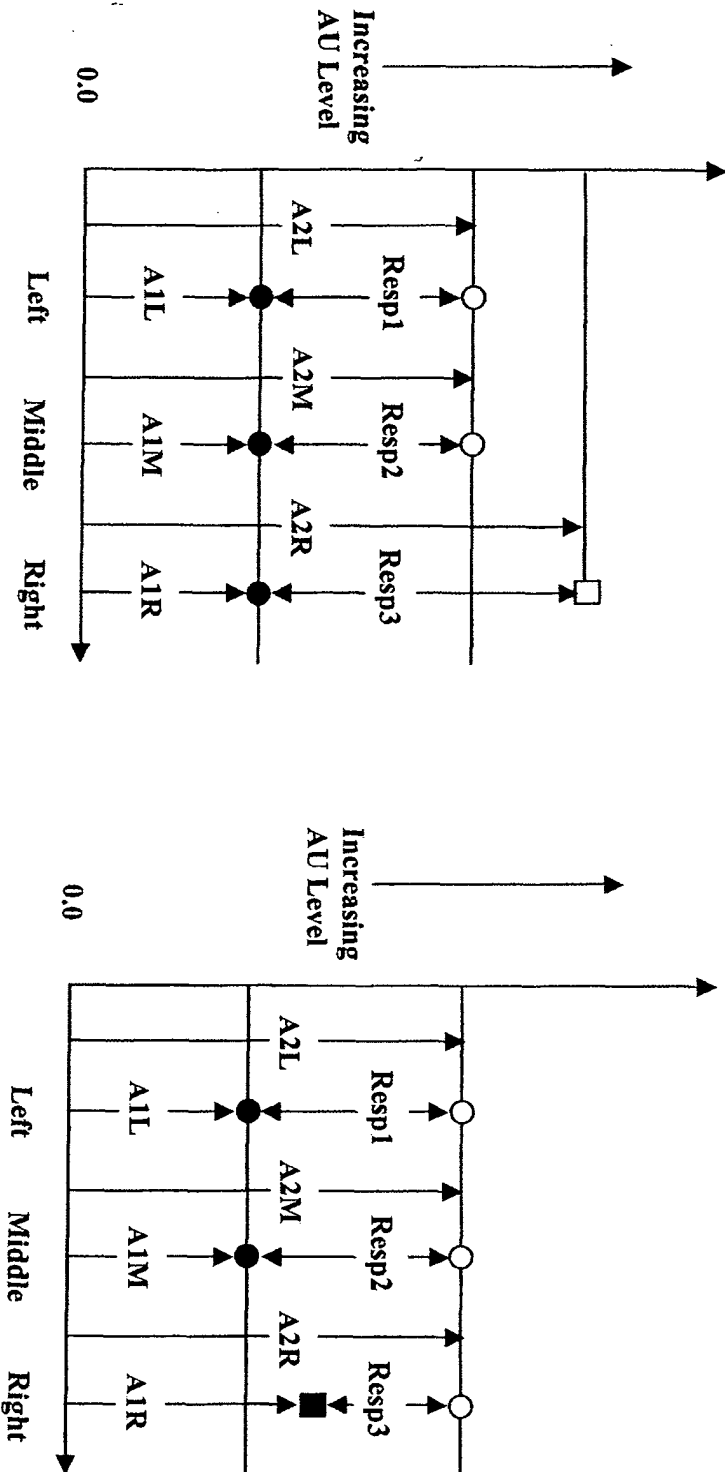 Increasing
AU Level
0.0
A2L
A1L
Resp1
A2M
A1M
Resp2
A2R
A1R
Resp3
Left
Middle
Right
Increasing
AU Level
0.0
A2L
A1L
Resp1
A2M
A1M
Resp2
A2R
A1R
Resp3
Left
Middle
Right